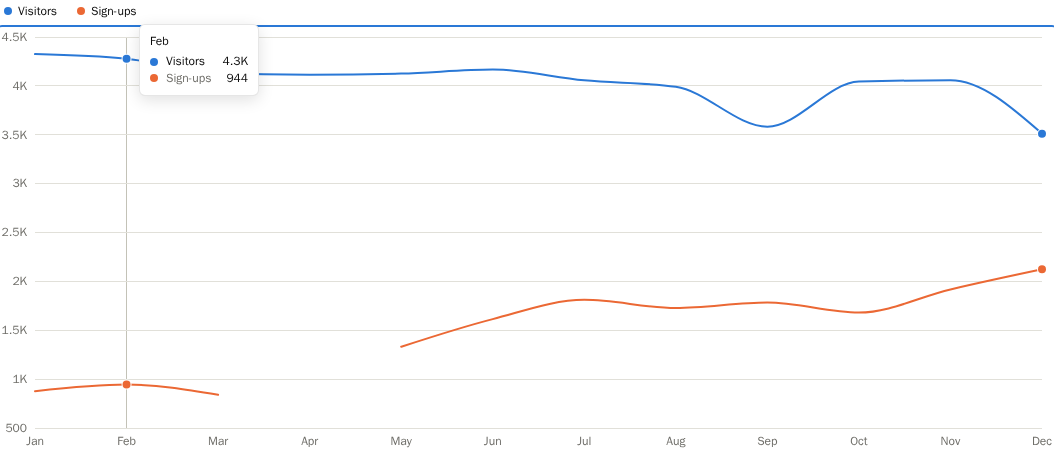 Visitors Sign-ups
4.5K
Feb
Visitors 4.3K
Sign-ups 944
4K
3.5K
3K
2.5K
2K
1.5K
1K
500
Jan Feb Mar Apr May Jun Jul Aug Sep Oct Nov Dec